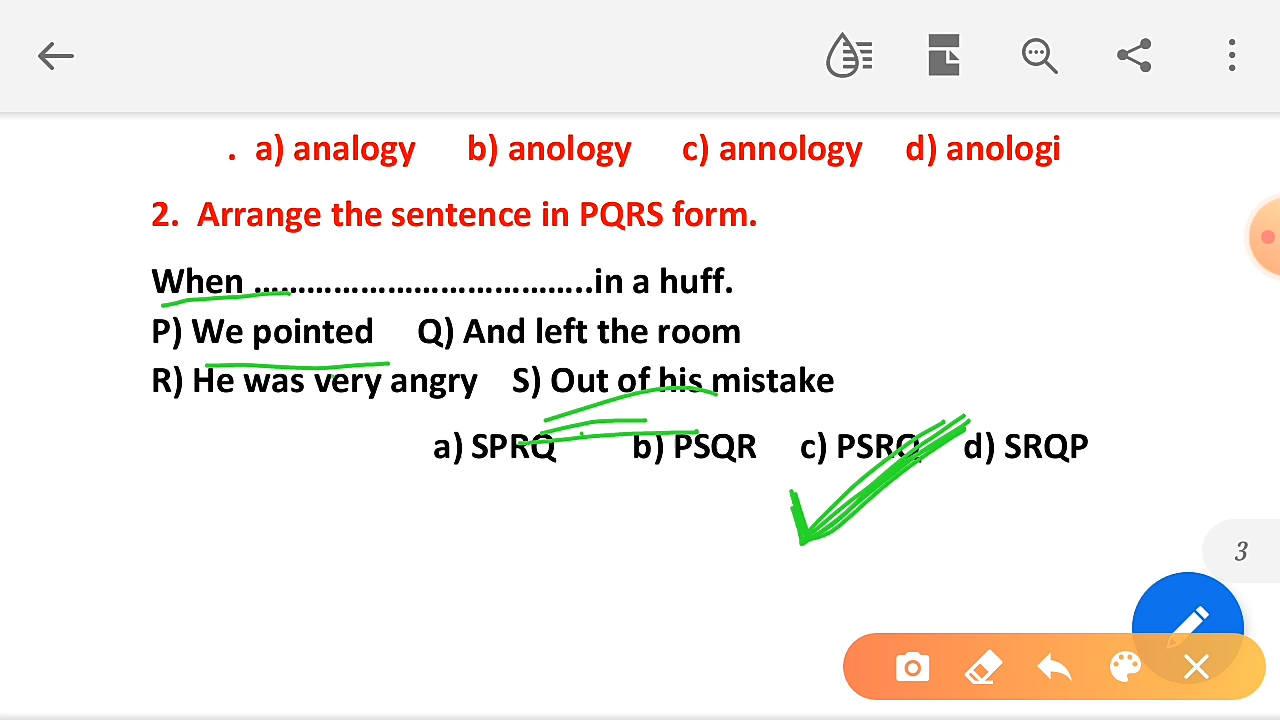 . a) analogy b) anology c) annology d) anologi
2. Arrange the sentence in PQRS form.
When ......................................in a huff.
P) We pointed Q) And left the room
R) He was very angry S) Out of his mistake
a) SPRQ b) PSQR c) PSRQ d) SRQP
3